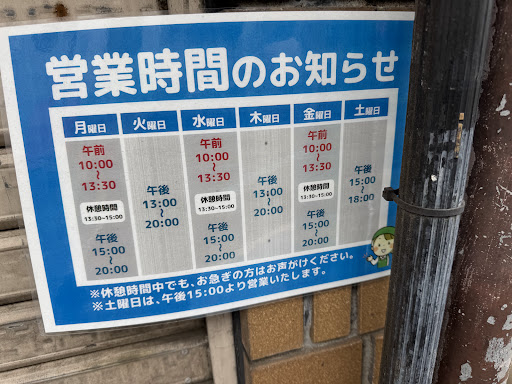 営業時間のお知らせ
月曜日 火曜日 水曜日 木曜日 金曜日 土曜日
午前 午前 午前
10:00 10:00 10:00
〜 〜 〜
13:30 13:30 13:30
午後 午後 午後
13:00 13:00 15:00
〜 〜 〜
20:00 20:00 18:00
休憩時間 休憩時間 休憩時間
13:30~15:00 13:30~15:00 13:30~15:00
午後 午後 午後
15:00 15:00 15:00
〜 〜 〜
20:00 20:00 20:00
※休憩時間中でも、お急ぎの方はお声がけください。
※土曜日は、午後15:00より営業いたします。